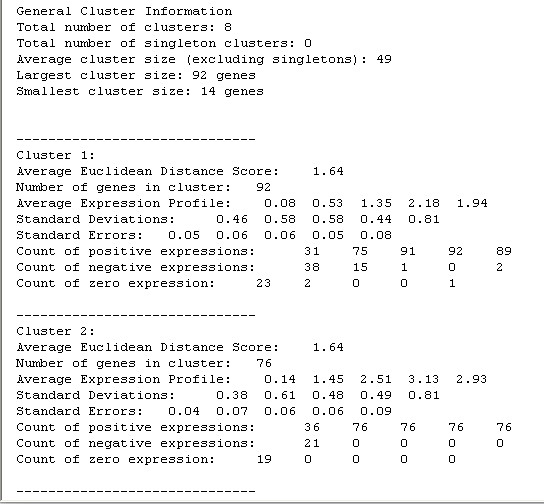 General Cluster Information
Total number of clusters: 8
Total number of singleton clusters: 0
Average cluster size (excluding singletons): 49
Largest cluster size: 92 genes
Smallest cluster size: 14 genes
------------------------------
Cluster 1:
Average Euclidean Distance Score: 1.64
Number of genes in cluster: 92
Average Expression Profile: 0.08 0.53 1.35 2.18 1.94
Standard Deviations: 0.46 0.58 0.58 0.44 0.81
Standard Errors: 0.05 0.06 0.06 0.05 0.08
Count of positive expressions: 31 75 91 92 89
Count of negative expressions: 38 15 1 0 2
Count of zero expression: 23 2 0 0 1
------------------------------
Cluster 2:
Average Euclidean Distance Score: 1.64
Number of genes in cluster: 76
Average Expression Profile: 0.14 1.45 2.51 3.13 2.93
Standard Deviations: 0.38 0.61 0.48 0.49 0.81
Standard Errors: 0.04 0.07 0.06 0.06 0.09
Count of positive expressions: 36 76 76 76 76
Count of negative expressions: 21 0 0 0 0
Count of zero expression: 19 0 0 0 0
------------------------------